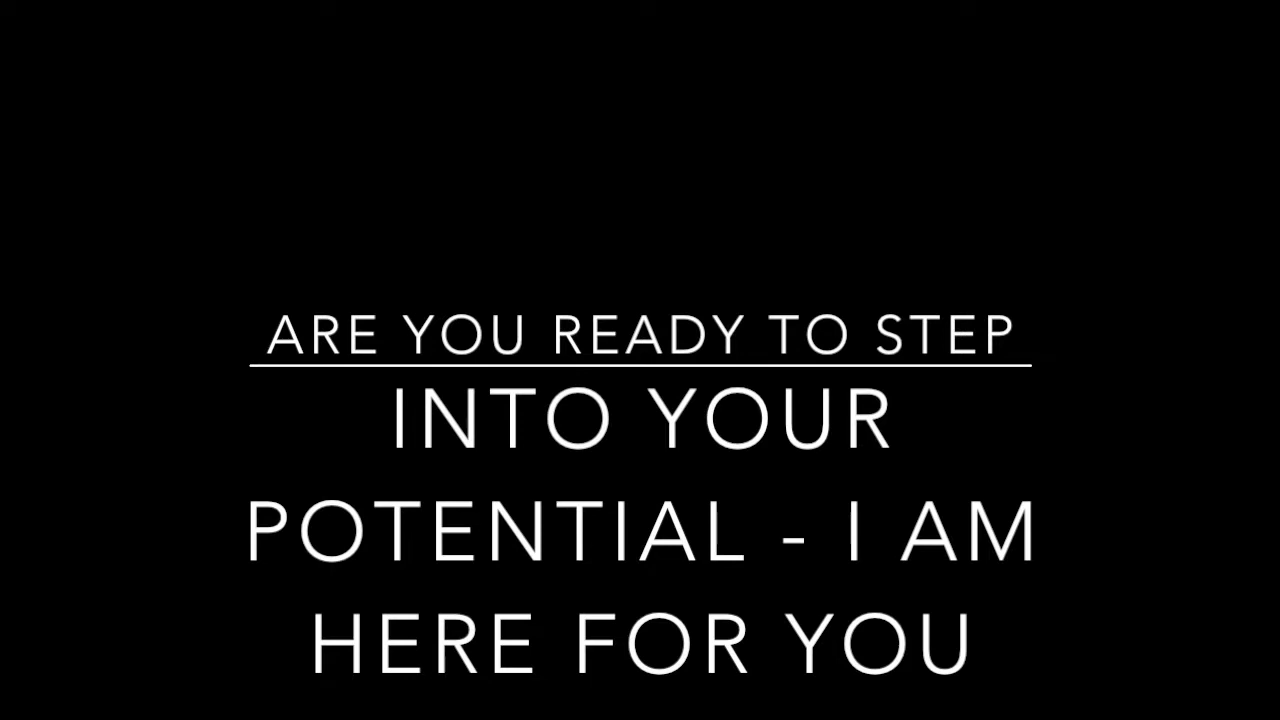 ARE YOU READY TO STEP
INTO YOUR
POTENTIAL - I AM
HERE FOR YOU